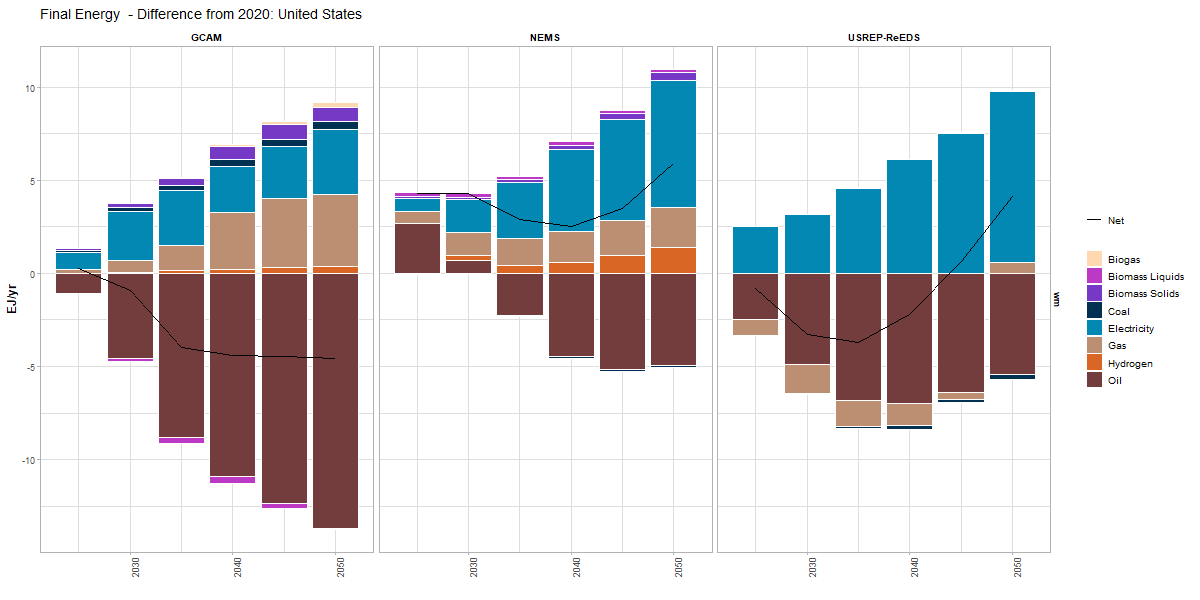 Final Energy  - Difference from 2020: United States
GCAM
NEMS
USREP-ReEDS
EJ/yr
10
5
0
-5
-10
2030
2040
2050
2030
2040
2050
2030
2040
2050
wm
Net
Biogas
Biomass Liquids
Biomass Solids
Coal
Electricity
Gas
Hydrogen
Oil